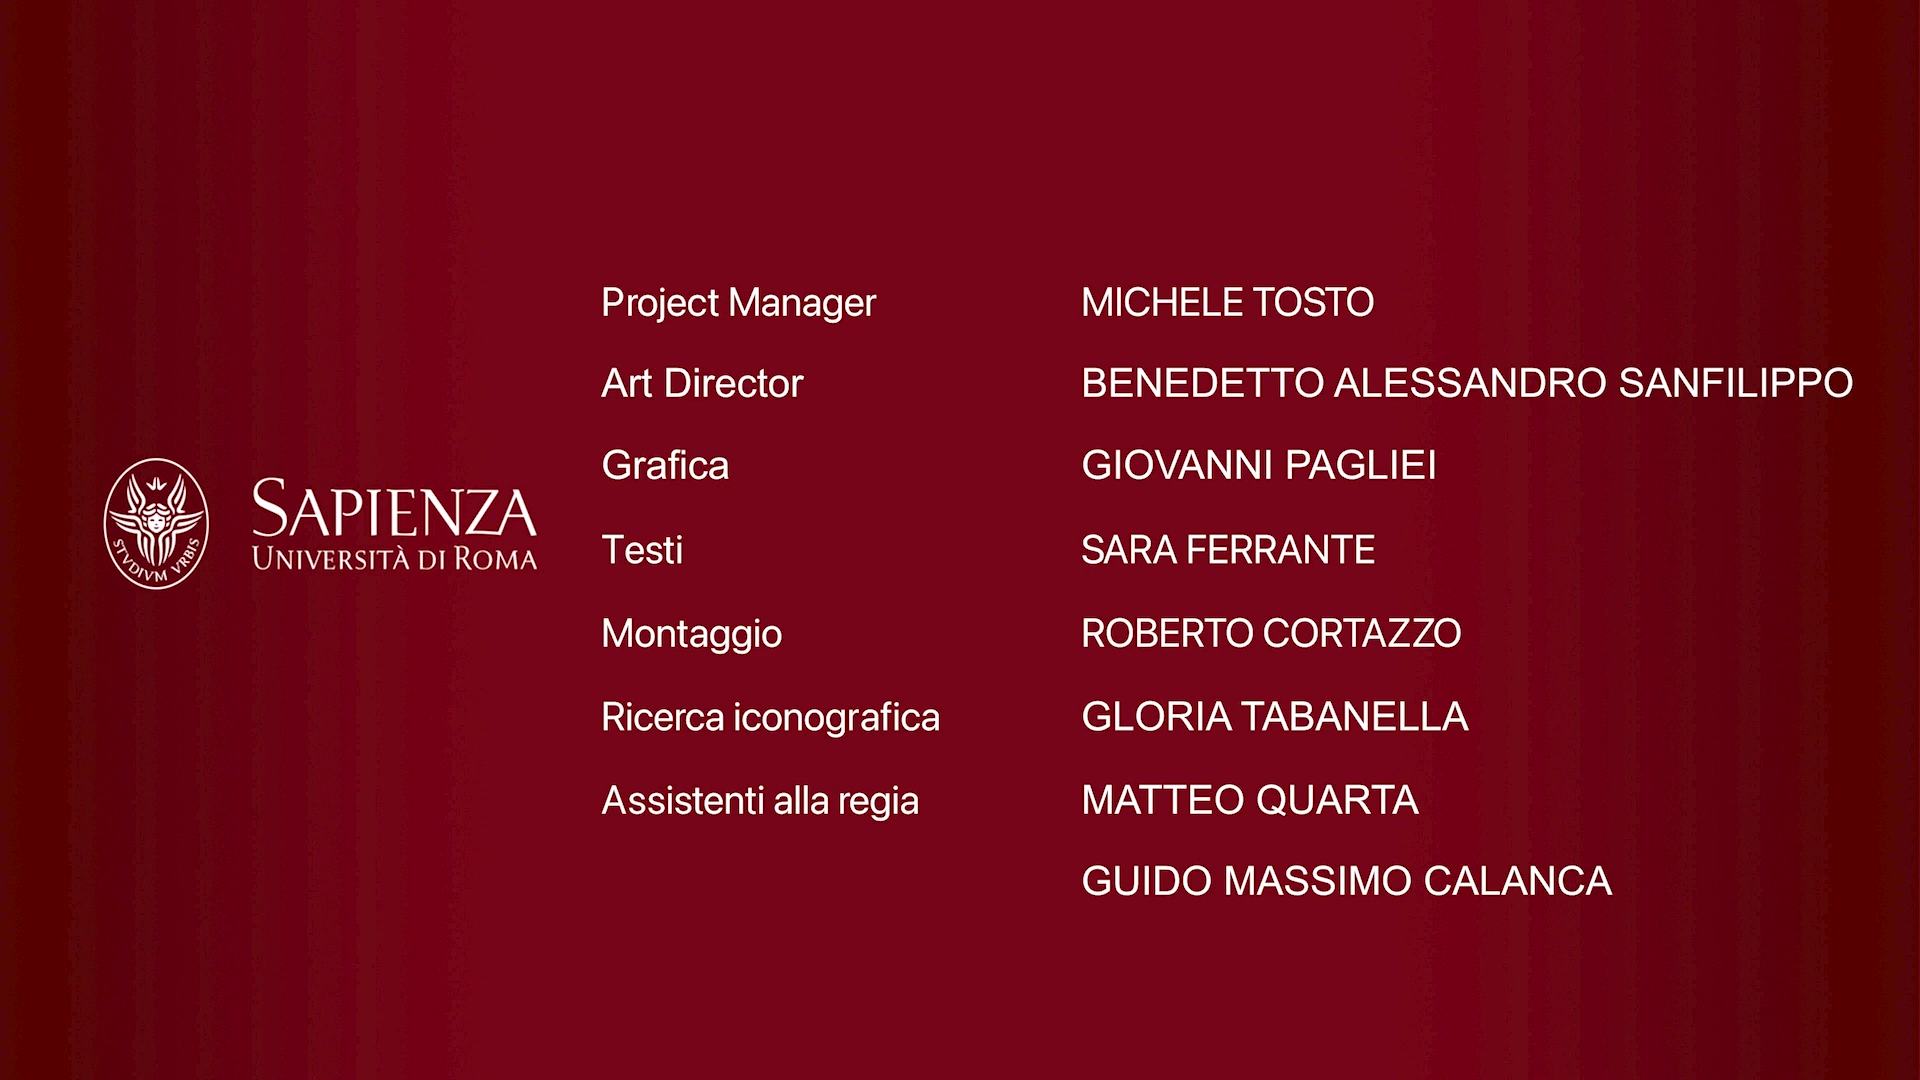 STVDIVM VRBIS
SAPIENZA
UNIVERSITÀ DI ROMA
Project Manager MICHELE TOSTO
Art Director BENEDETTO ALESSANDRO SANFILIPPO
Grafica GIOVANNI PAGLIEI
Testi SARA FERRANTE
Montaggio ROBERTO CORTAZZO
Ricerca iconografica GLORIA TABANELLA
Assistenti alla regia MATTEO QUARTA
GUIDO MASSIMO CALANCA